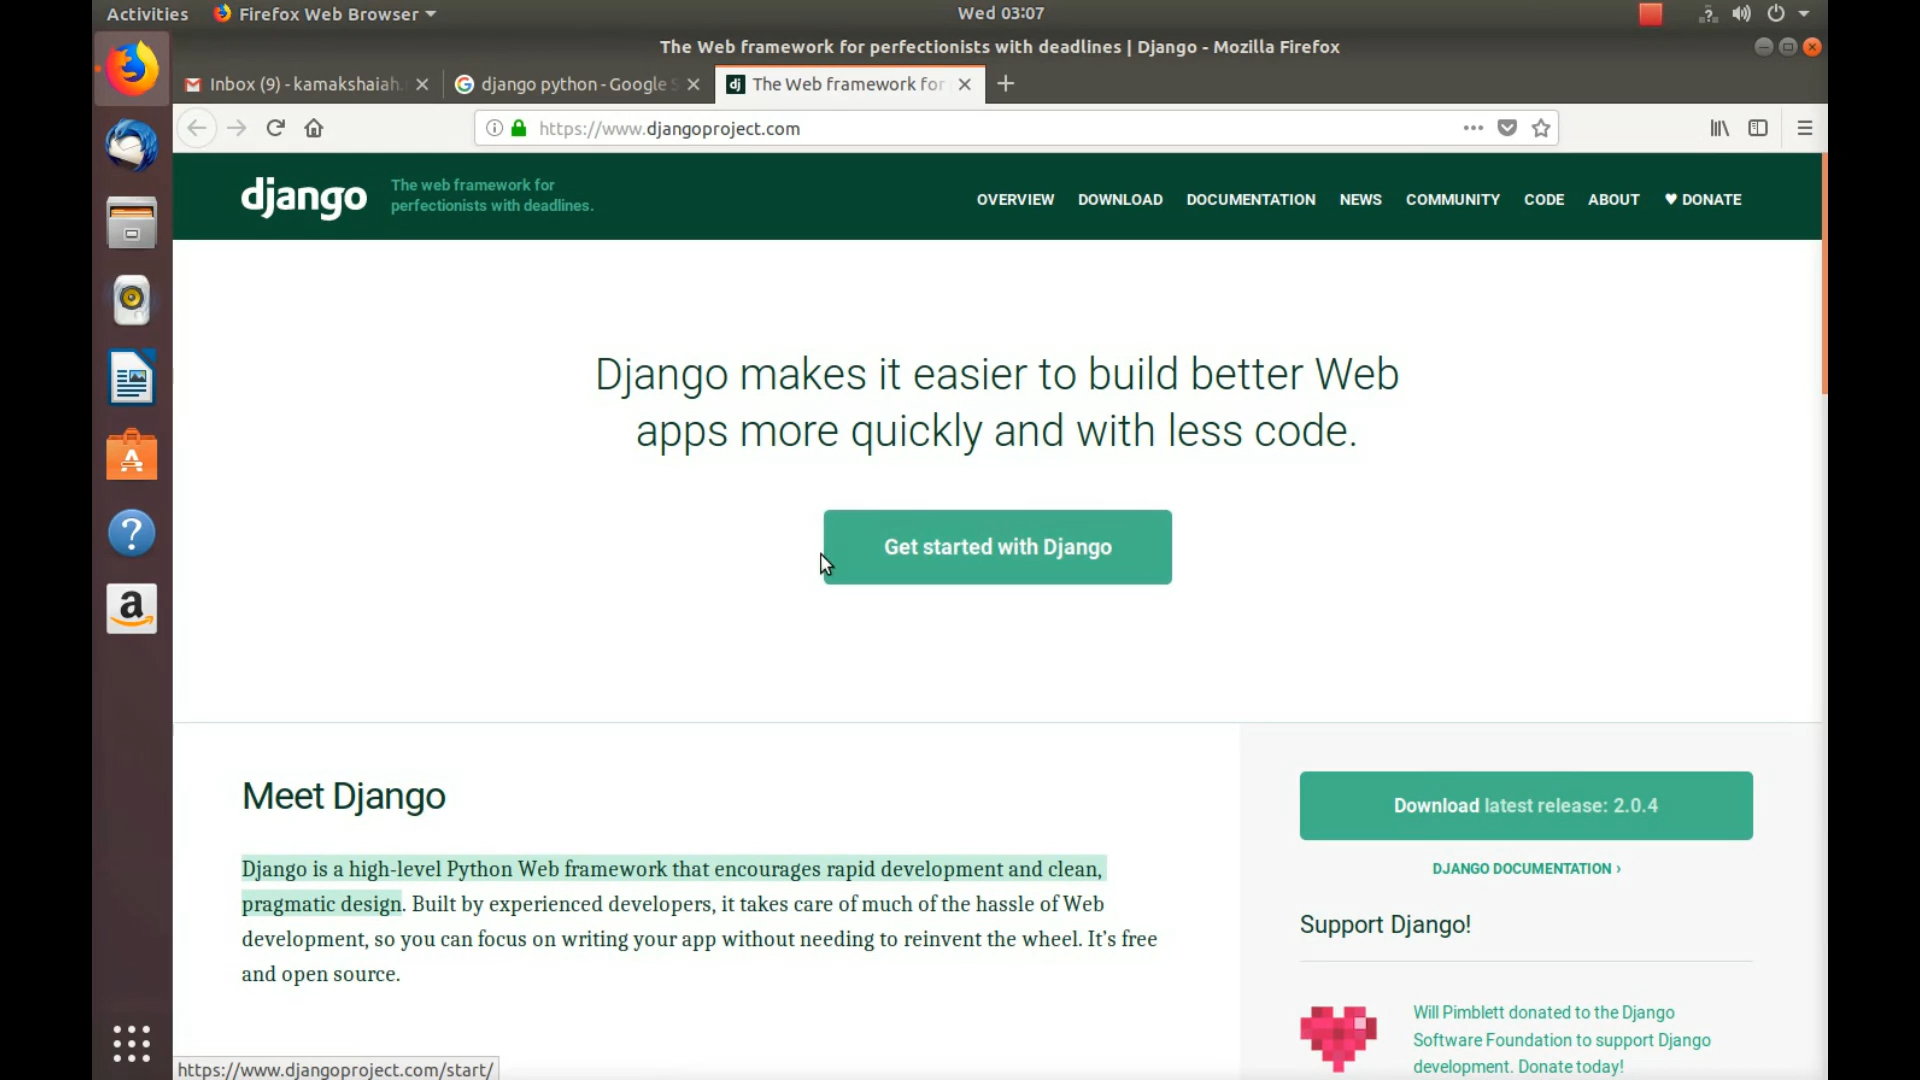 Activities
Firefox Web Browser
Wed 03:07
The Web framework for perfectionists with deadlines | Django - Mozilla Firefox
Inbox (9) - kamakshaiah.
django python - Google S
dj The Web framework for
https://www.djangoproject.com
django
The web framework for
perfectionists with deadlines.
OVERVIEW DOWNLOAD DOCUMENTATION NEWS COMMUNITY CODE ABOUT ♥ DONATE
Django makes it easier to build better Web
apps more quickly and with less code.
Get started with Django
Meet Django
Django is a high-level Python Web framework that encourages rapid development and clean,
pragmatic design. Built by experienced developers, it takes care of much of the hassle of Web
development, so you can focus on writing your app without needing to reinvent the wheel. It’s free
and open source.
Download latest release: 2.0.4
DJANGO DOCUMENTATION ›
Support Django!
Will Pimblett donated to the Django
Software Foundation to support Django
development. Donate today!
https://www.djangoproject.com/start/